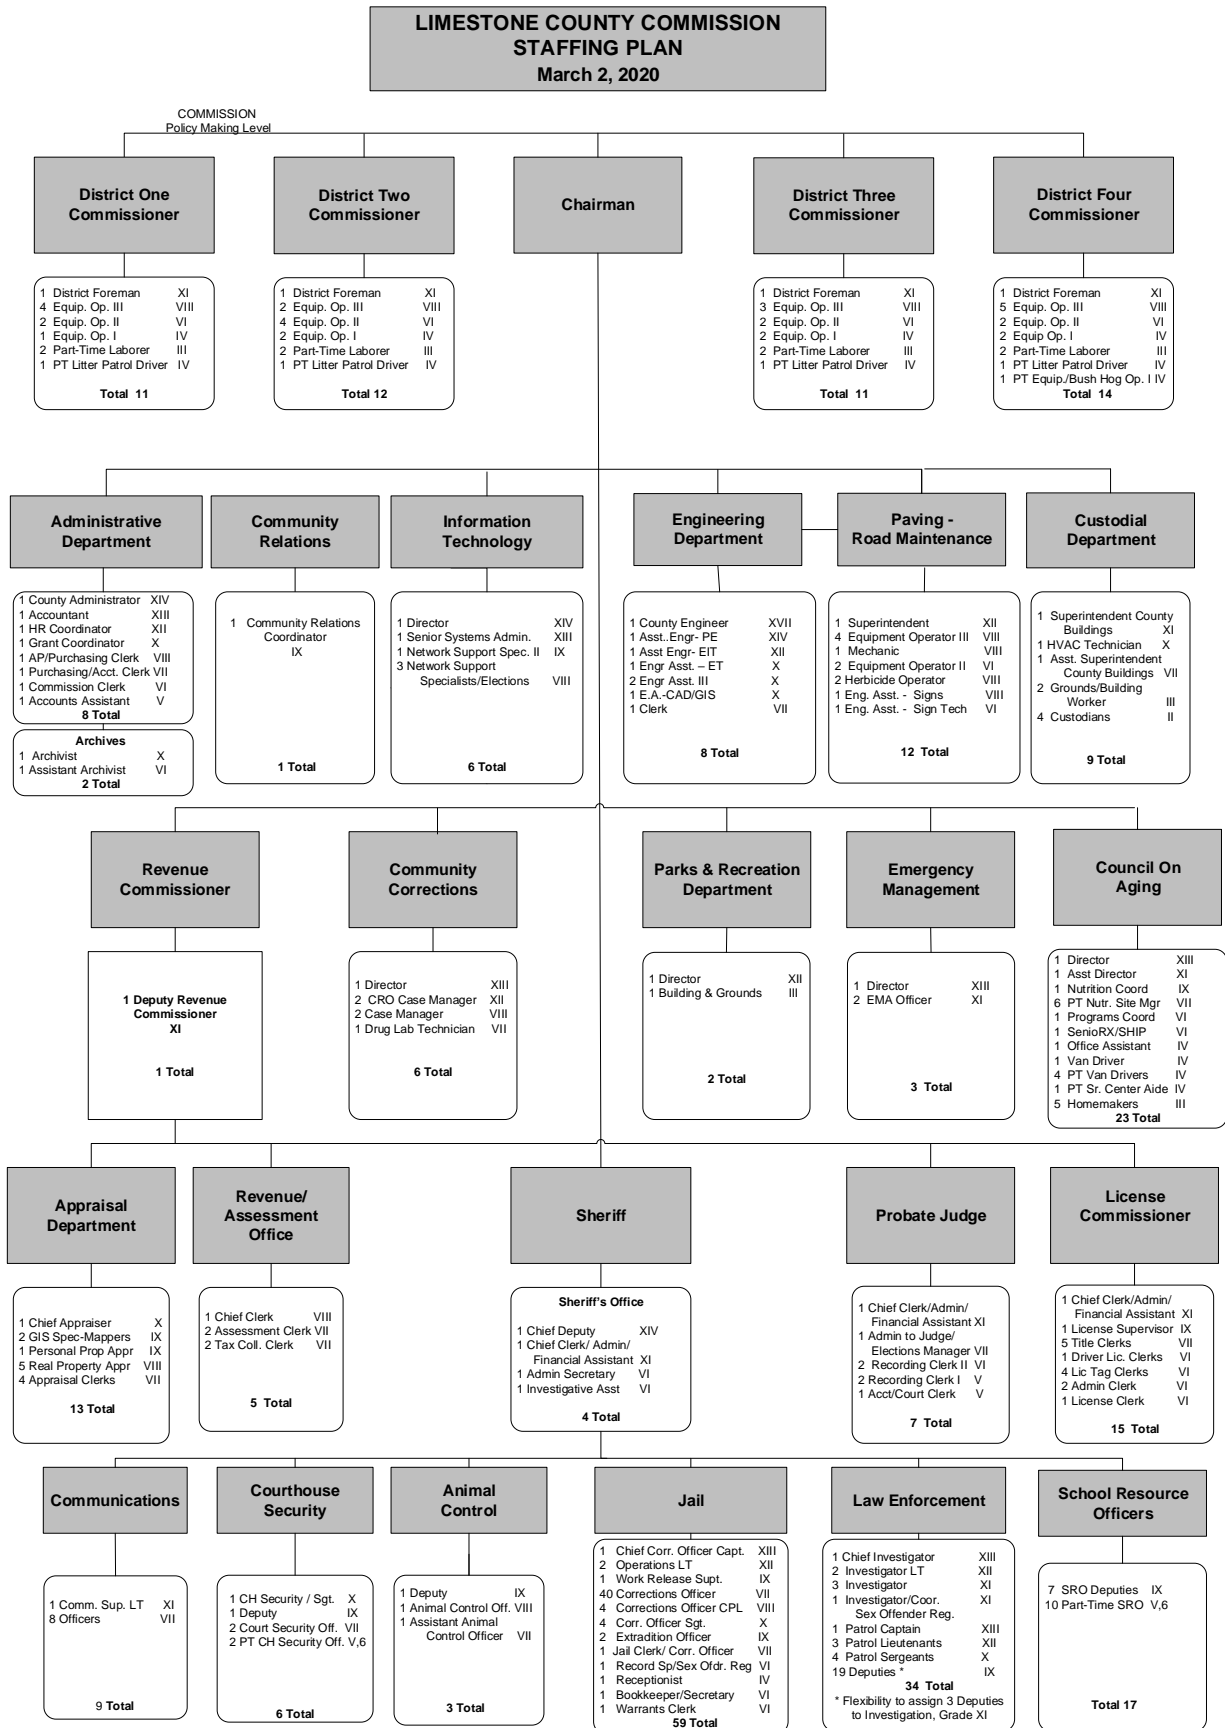 LIMESTONE COUNTY COMMISSION
STAFFING PLAN
March 2, 2020
COMMISSION
Policy Making Level
District One
Commissioner
District Two
Commissioner
Chairman
District Three
Commissioner
District Four
Commissioner
1 District Foreman XI
4 Equip. Op. III VIII
2 Equip. Op. II VI
1 Equip. Op. I IV
2 Part-Time Laborer III
1 PT Litter Patrol Driver IV
Total 11
1 District Foreman XI
2 Equip. Op. III VIII
4 Equip. Op. II VI
2 Equip. Op. I IV
2 Part-Time Laborer III
1 PT Litter Patrol Driver IV
Total 12
1 District Foreman XI
3 Equip. Op. III VIII
2 Equip. Op. II VI
2 Equip. Op. I IV
2 Part-Time Laborer III
1 PT Litter Patrol Driver IV
Total 11
1 District Foreman XI
5 Equip. Op. III VIII
2 Equip. Op. II VI
2 Equip Op. I IV
2 Part-Time Laborer III
1 PT Litter Patrol Driver IV
1 PT Equip./Bush Hog Op. I IV
Total 14
Administrative
Department
Community
Relations
Information
Technology
Engineering
Department
Paving -
Road Maintenance
Custodial
Department
1 County Administrator XIV
1 Accountant XIII
1 HR Coordinator XII
1 Grant Coordinator X
1 AP/Purchasing Clerk VIII
1 Purchasing/Acct. Clerk VII
1 Commission Clerk VI
1 Accounts Assistant V
8 Total
Archives
1 Archivist X
1 Assistant Archivist VI
2 Total
1 Community Relations
Coordinator
IX
1 Total
1 Director XIV
1 Senior Systems Admin. XIII
1 Network Support Spec. II IX
3 Network Support
Specialists/Elections VIII
6 Total
1 County Engineer XVII
1 Asst..Engr- PE XIV
1 Asst Engr- EIT XII
1 Engr Asst. – ET X
2 Engr Asst. III X
1 E.A.-CAD/GIS X
1 Clerk VII
8 Total
1 Superintendent XII
4 Equipment Operator III VIII
1 Mechanic VIII
2 Equipment Operator II VI
2 Herbicide Operator VIII
1 Eng. Asst. - Signs VIII
1 Eng. Asst. - Sign Tech VI
12 Total
1 Superintendent County
Buildings XI
1 HVAC Technician X
1 Asst. Superintendent
County Buildings VII
2 Grounds/Building
Worker III
4 Custodians II
9 Total
Revenue
Commissioner
Community
Corrections
Parks & Recreation
Department
Emergency
Management
Council On
Aging
1 Deputy Revenue
Commissioner
XI
1 Total
1 Director XIII
2 CRO Case Manager XII
2 Case Manager VIII
1 Drug Lab Technician VII
6 Total
1 Director XII
1 Building & Grounds III
2 Total
1 Director XIII
2 EMA Officer XI
3 Total
1 Director XIII
1 Asst Director XI
1 Nutrition Coord IX
6 PT Nutr. Site Mgr VII
1 Programs Coord VI
1 SenioRX/SHIP VI
1 Office Assistant IV
1 Van Driver IV
4 PT Van Drivers IV
1 PT Sr. Center Aide IV
5 Homemakers III
23 Total
Appraisal
Department
Revenue/
Assessment
Office
Sheriff
Probate Judge
License
Commissioner
1 Chief Appraiser X
2 GIS Spec-Mappers IX
1 Personal Prop Appr IX
5 Real Property Appr VIII
4 Appraisal Clerks VII
13 Total
1 Chief Clerk VIII
2 Assessment Clerk VII
2 Tax Coll. Clerk VII
5 Total
Sheriff's Office
1 Chief Deputy XIV
1 Chief Clerk/ Admin/
Financial Assistant XI
1 Admin Secretary VI
1 Investigative Asst VI
4 Total
1 Chief Clerk/Admin/
Financial Assistant XI
1 Admin to Judge/
Elections Manager VII
2 Recording Clerk II VI
2 Recording Clerk I V
1 Acct/Court Clerk V
7 Total
1 Chief Clerk/Admin/
Financial Assistant XI
1 License Supervisor IX
5 Title Clerks VII
1 Driver Lic. Clerks VI
4 Lic Tag Clerks VI
2 Admin Clerk VI
1 License Clerk VI
15 Total
Communications
Courthouse
Security
Animal
Control
Jail
Law Enforcement
School Resource
Officers
1 Comm. Sup. LT XI
8 Officers VII
9 Total
1 CH Security / Sgt. X
1 Deputy IX
2 Court Security Off. VII
2 PT CH Security Off. V,6
6 Total
1 Deputy IX
1 Animal Control Off. VIII
1 Assistant Animal
Control Officer VII
3 Total
1 Chief Corr. Officer Capt. XIII
2 Operations LT XII
1 Work Release Supt. IX
40 Corrections Officer VII
4 Corrections Officer CPL VIII
4 Corr. Officer Sgt. X
2 Extradition Officer IX
1 Jail Clerk/ Corr. Officer VII
1 Record Sp/Sex Ofdr. Reg VI
1 Receptionist IV
1 Bookkeeper/Secretary VI
1 Warrants Clerk VI
59 Total
1 Chief Investigator XIII
2 Investigator LT XII
3 Investigator XI
1 Investigator/Coor. XI
Sex Offender Reg.
1 Patrol Captain XIII
3 Patrol Lieutenants XII
4 Patrol Sergeants X
19 Deputies * IX
34 Total
* Flexibility to assign 3 Deputies
to Investigation, Grade XI
7 SRO Deputies IX
10 Part-Time SRO V,6
Total 17